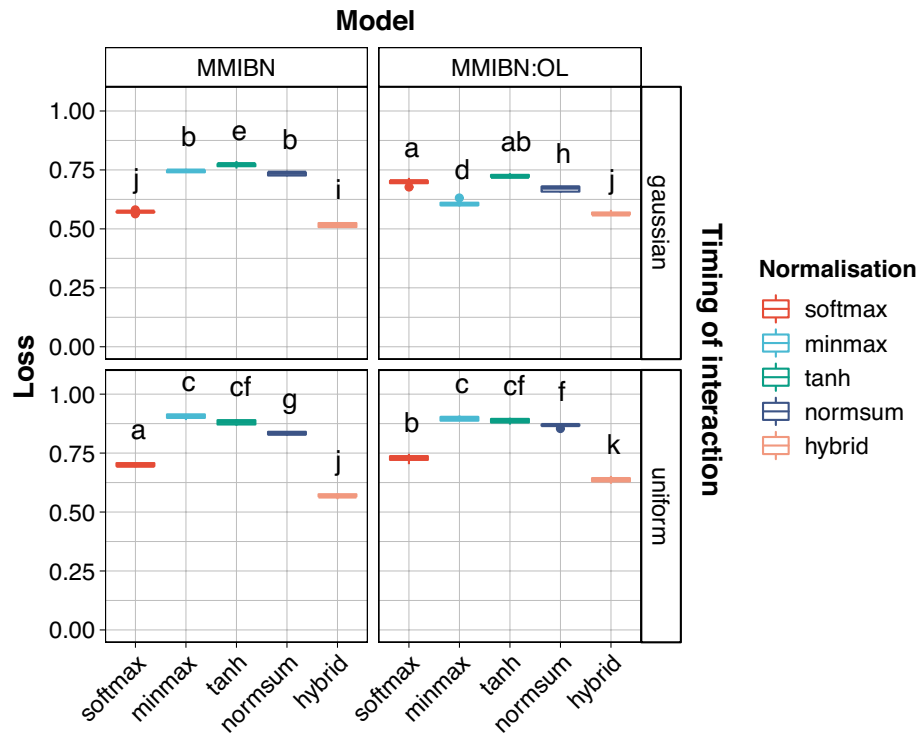 Model
MMIBN
MMIBN:OL
Loss
1.00
0.75
0.50
0.25
0.00
j
b
e
b
i
a
d
ab
h
j
gaussian
1.00
0.75
0.50
0.25
0.00
a
c
cf
g
j
b
c
cf
f
k
uniform
Timing of interaction
softmax
minmax
tanh
normsum
hybrid
softmax
minmax
tanh
normsum
hybrid
Normalisation
softmax
minmax
tanh
normsum
hybrid